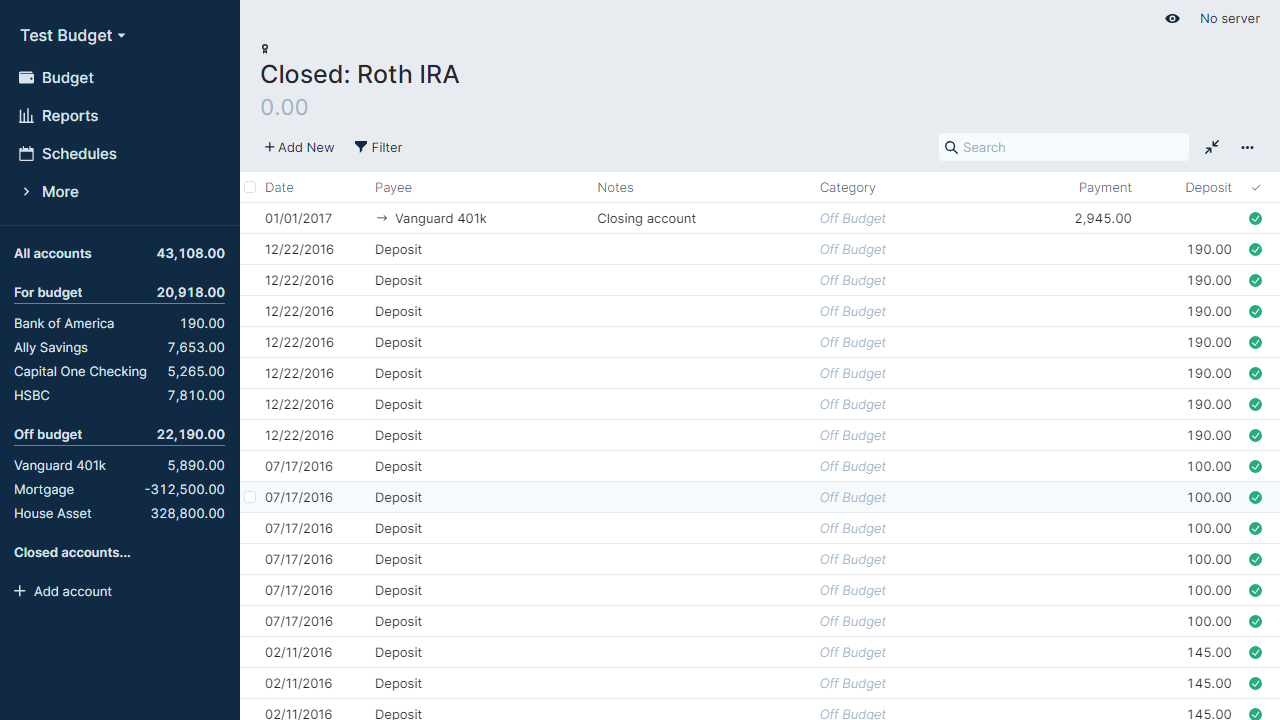 Test Budget
Budget
Reports
Schedules
More
All accounts 43,108.00
For budget 20,918.00
Bank of America 190.00
Ally Savings 7,653.00
Capital One Checking 5,265.00
HSBC 7,810.00
Off budget 22,190.00
Vanguard 401k 5,890.00
Mortgage -312,500.00
House Asset 328,800.00
Closed accounts...
Add account
No server
Closed: Roth IRA
0.00
Add New Filter Search
Date Payee Notes Category Payment Deposit
01/01/2017 → Vanguard 401k Closing account Off Budget 2,945.00
12/22/2016 Deposit Off Budget 190.00
12/22/2016 Deposit Off Budget 190.00
12/22/2016 Deposit Off Budget 190.00
12/22/2016 Deposit Off Budget 190.00
12/22/2016 Deposit Off Budget 190.00
12/22/2016 Deposit Off Budget 190.00
12/22/2016 Deposit Off Budget 190.00
07/17/2016 Deposit Off Budget 100.00
07/17/2016 Deposit Off Budget 100.00
07/17/2016 Deposit Off Budget 100.00
07/17/2016 Deposit Off Budget 100.00
07/17/2016 Deposit Off Budget 100.00
07/17/2016 Deposit Off Budget 100.00
02/11/2016 Deposit Off Budget 145.00
02/11/2016 Deposit Off Budget 145.00
02/11/2016 Deposit Off Budget 145.00